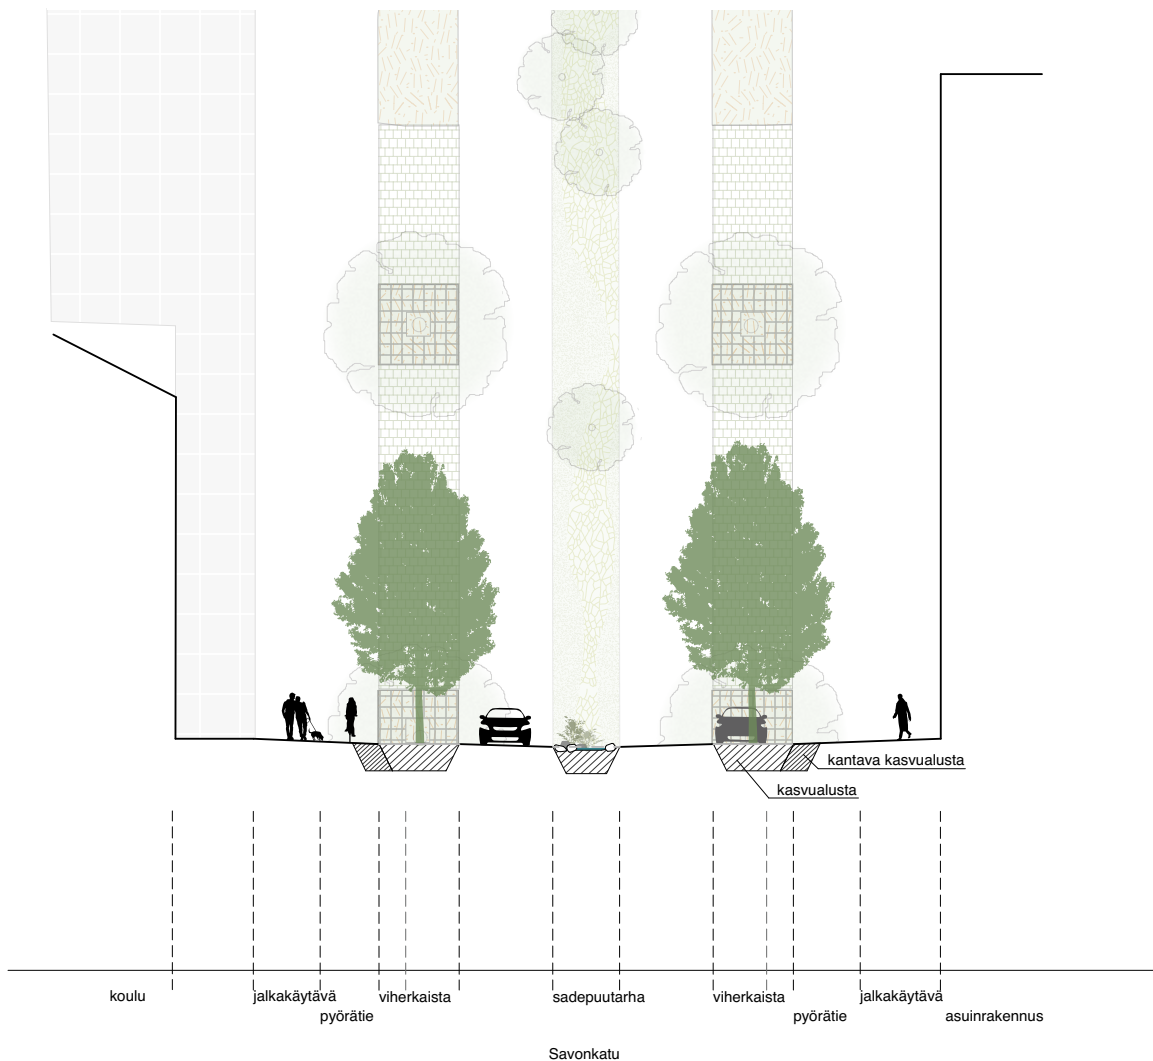 kantava kasvualusta
kasvualusta
koulu jalkakäytävä viherkaista sadepuutarha viherkaista jalkakäytävä
pyörätie pyörätie asuinrakennus
Savonkatu